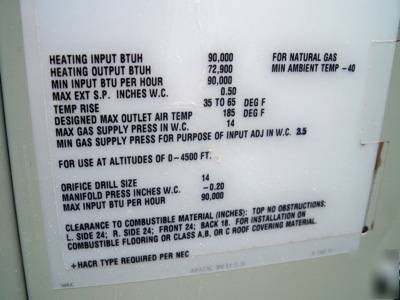 HEATING INPUT BTUH 90,000 FOR NATURAL GAS
HEATING OUTPUT BTUH 72,900 MIN AMBIENT TEMP -40
MIN INPUT BTU PER HOUR 90,000
MAX EXT S.P. INCHES W.C. 0.50
TEMP RISE 35 TO 65 DEG F
DESIGNED MAX OUTLET AIR TEMP 185 DEG F
MAX GAS SUPPLY PRESS IN W.C. 14
MIN GAS SUPPLY PRESS FOR PURPOSE OF INPUT ADJ IN W.C. 3.5
FOR USE AT ALTITUDES OF 0-4500 FT.
ORIFICE DRILL SIZE 14
MANIFOLD PRESS INCHES W.C. -0.20
MAX INPUT BTU PER HOUR 90,000
CLEARANCE TO COMBUSTIBLE MATERIAL (INCHES): TOP NO OBSTRUCTIONS:
L. SIDE 24; R. SIDE 24; FRONT 24; BACK 18. FOR INSTALLATION ON
COMBUSTIBLE FLOORING OR CLASS A,B, OR C ROOF COVERING MATERIAL.
+HACR TYPE REQUIRED PER NEC